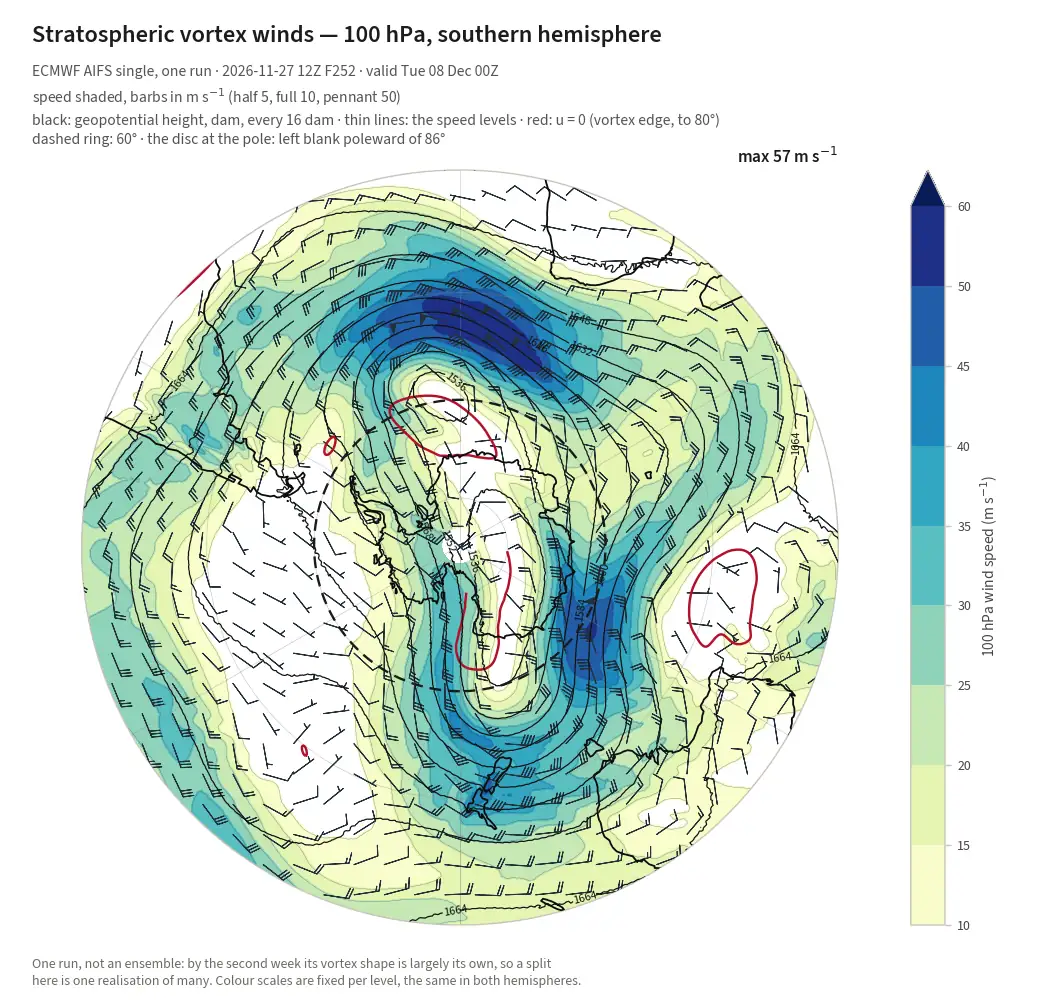 Stratospheric vortex winds — 100 hPa, southern hemisphere
ECMWF AIFS single, one run · 2026-11-27 12Z F252 · valid Tue 08 Dec 00Z
speed shaded, barbs in m s⁻¹ (half 5, full 10, pennant 50)
black: geopotential height, dam, every 16 dam · thin lines: the speed levels · red: u = 0 (vortex edge, to 80°)
dashed ring: 60° · the disc at the pole: left blank poleward of 86°
max 57 m s⁻¹
60
50
45
40
35
30
25
20
15
10
100 hPa wind speed (m s⁻¹)
1648
1632
1536
1664
1664
1536
1584
1664
1664
1664
One run, not an ensemble: by the second week its vortex shape is largely its own, so a split
here is one realisation of many. Colour scales are fixed per level, the same in both hemispheres.